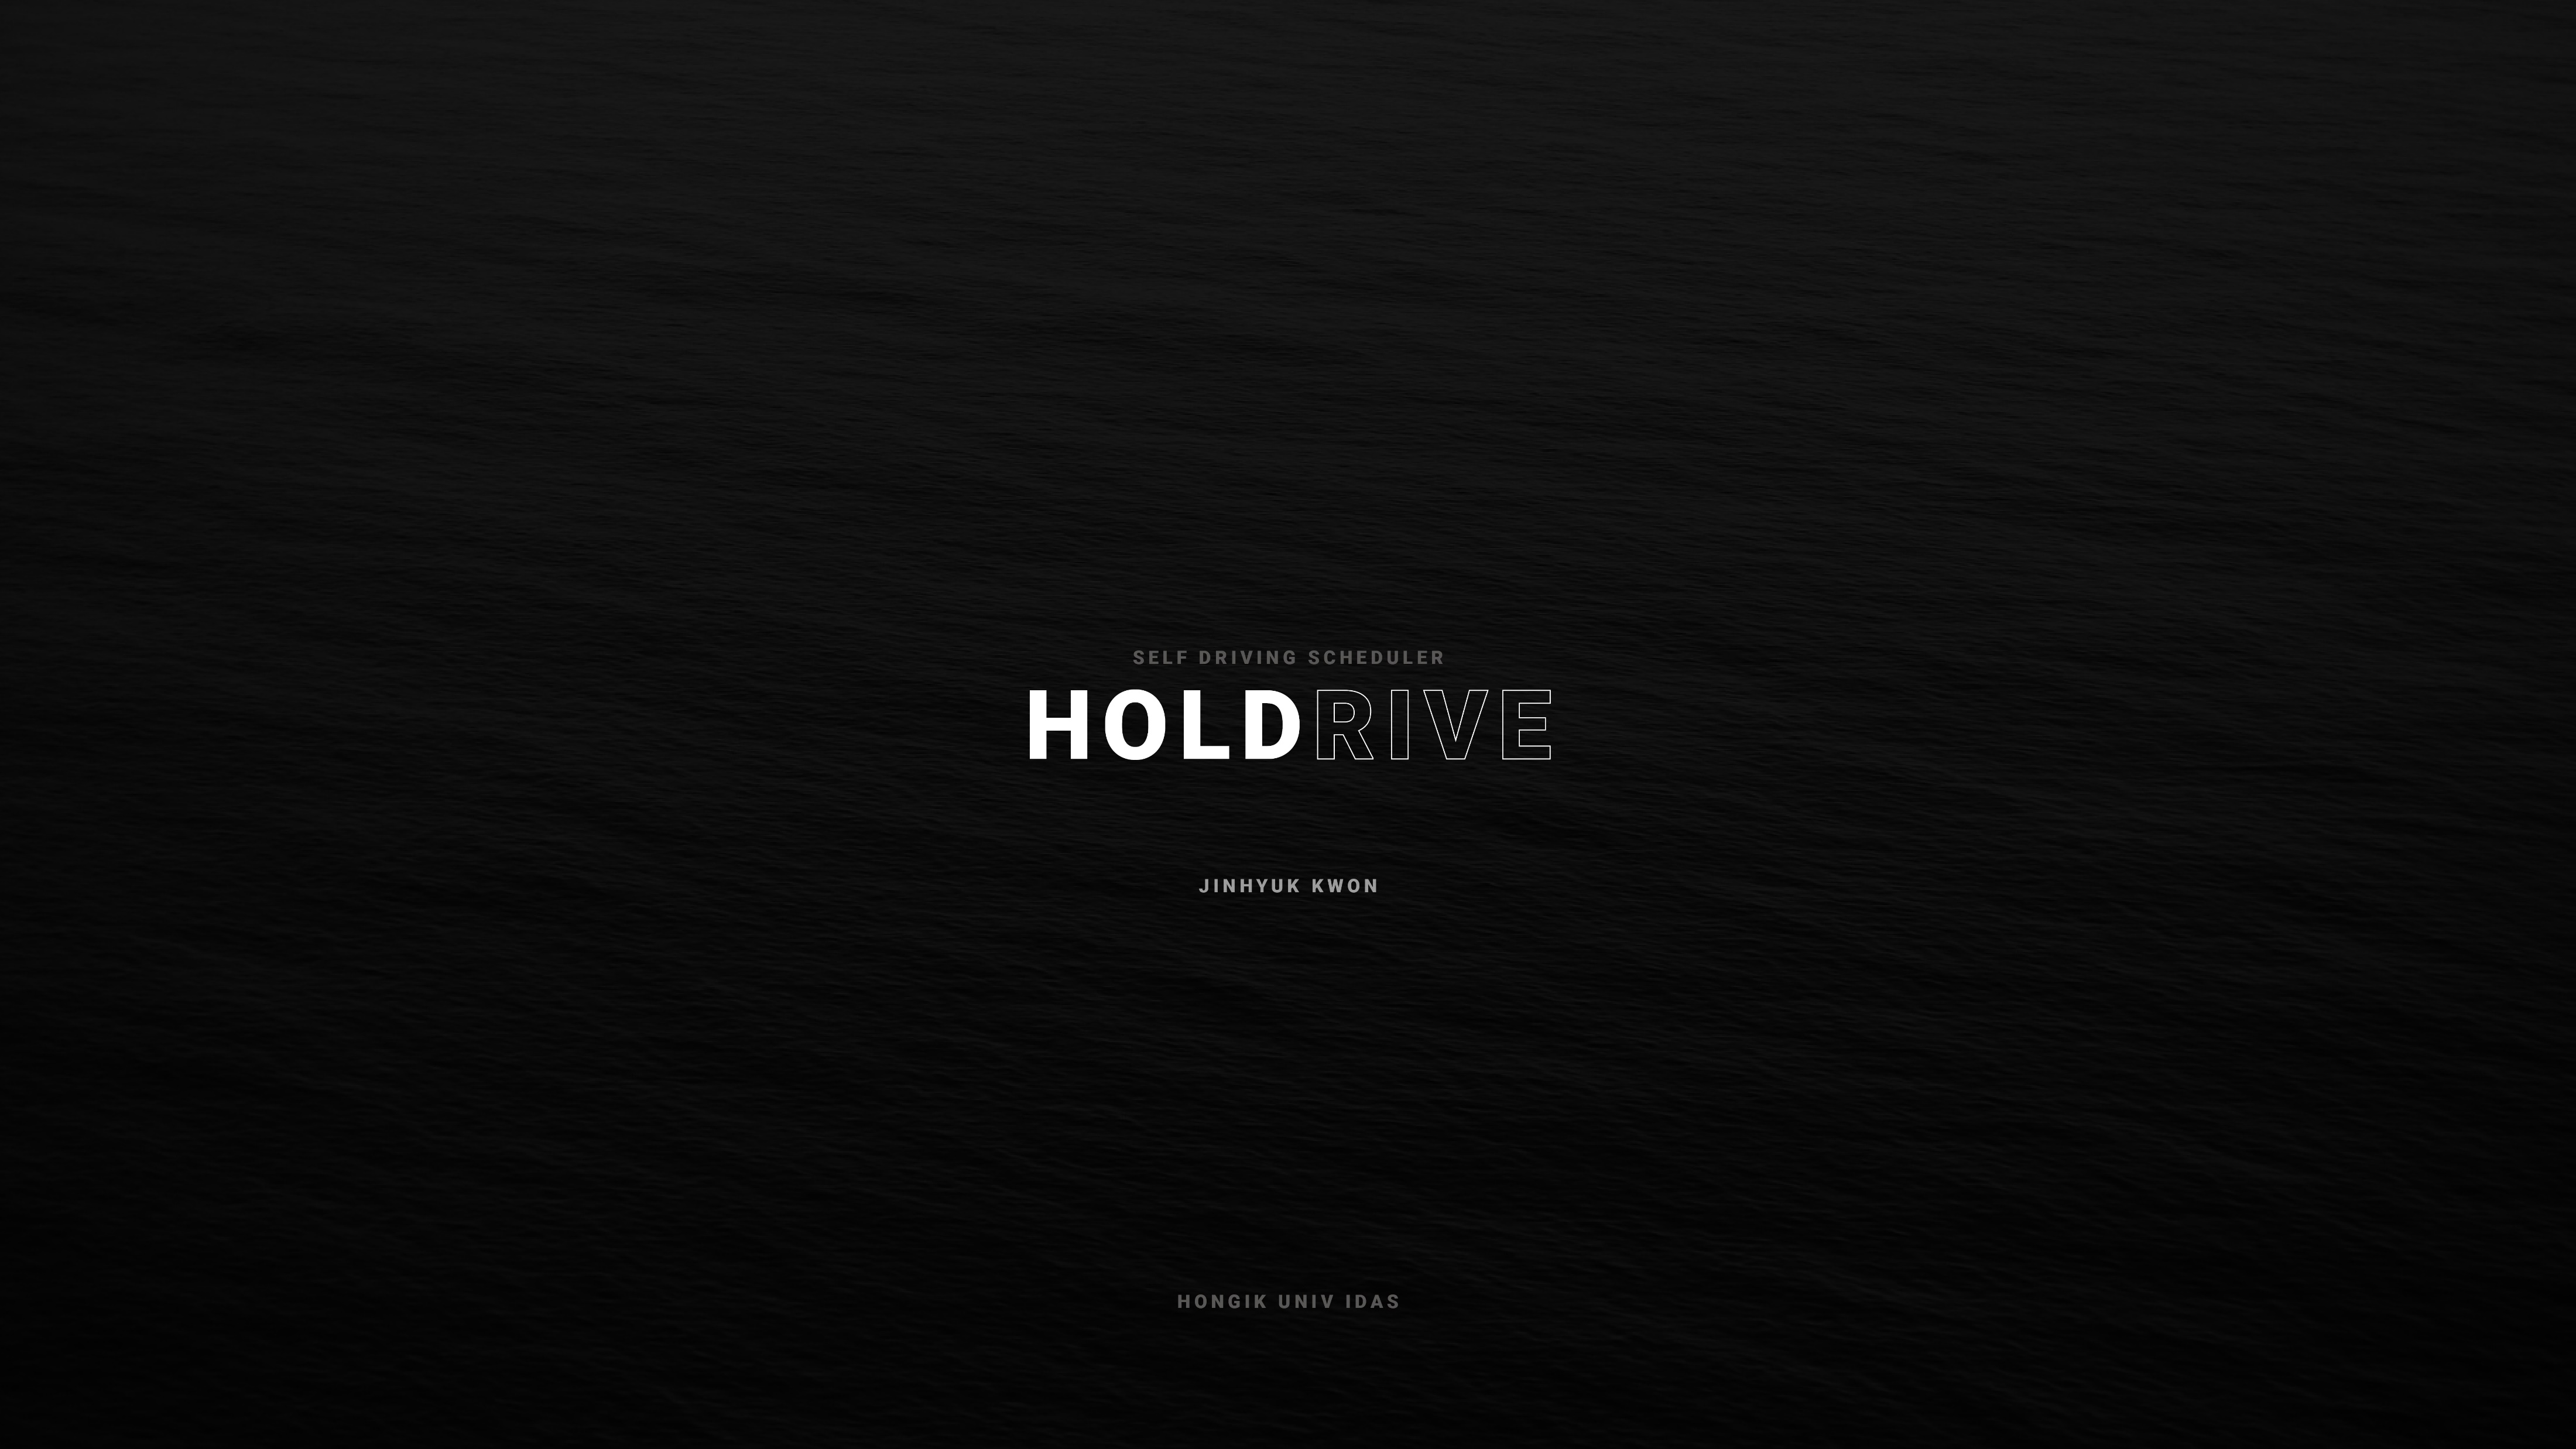 SELF DRIVING SCHEDULER
HOLDRIVE
JINHYUK KWON
HONGIK UNIV IDAS